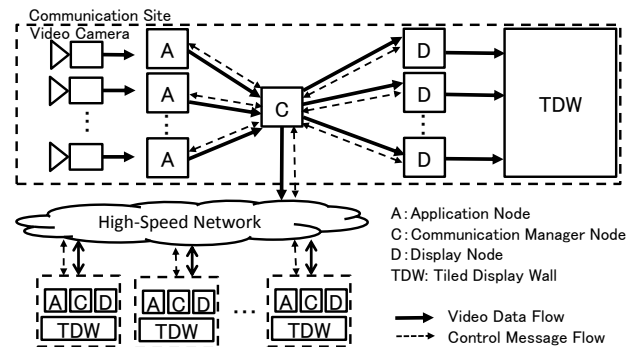 Communication Site
Video Camera
A
A
A
C
D
D
D
TDW
High-Speed Network
A C D
TDW
A C D
TDW
...
A C D
TDW
A:Application Node
C:Communication Manager Node
D:Display Node
TDW: Tiled Display Wall
Video Data Flow
Control Message Flow